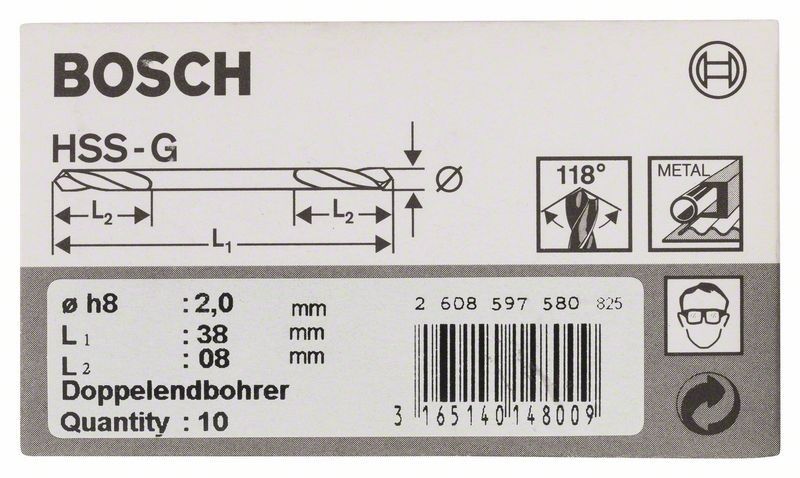 BOSCH
HSS-G
Ø
L2 L2
L1
118° METAL
ø h8 : 2,0 mm
L1 : 38 mm
L2 : 08 mm
Doppelendbohrer
Quantity : 10
2 608 597 580 825
3 165140 148009